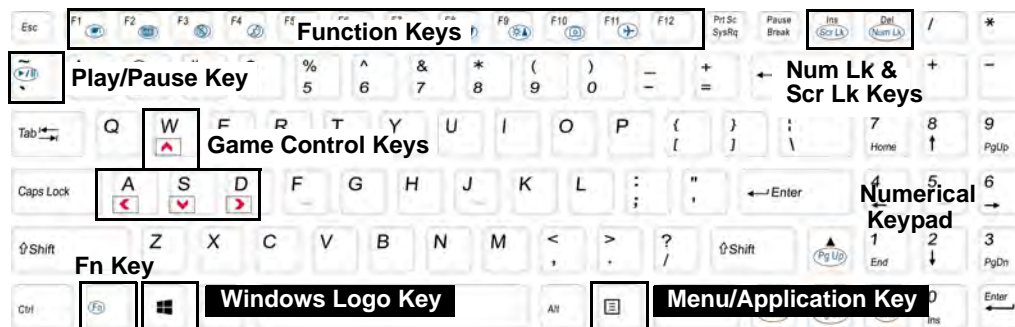 Esc F1 F2 F3 F4 F9 F10 F11 F12 Prt Sc SysRq Pause Break Ins Scr Lk Del Num Lk / *
Function Keys
~ ` % 5 ^ 6 & 7 * 8 ( 9 ) 0 _ - + = ← + -
Play/Pause Key
Num Lk &
Scr Lk Keys
Tab Q W E R T Y U I O P { [ } ] \ 7 Home 8 ↑ 9 PgUp
Game Control Keys
Caps Lock A S D F G H J K L : ; " ' Enter 4 ← 5 6 →
Numerical
Keypad
Shift Z X C V B N M < , > . ? / Shift Pg Up 1 End 2 ↓ 3 PgDn
Fn Key
Ctrl Fn Alt 0 Ins Enter
Windows Logo Key
Menu/Application Key